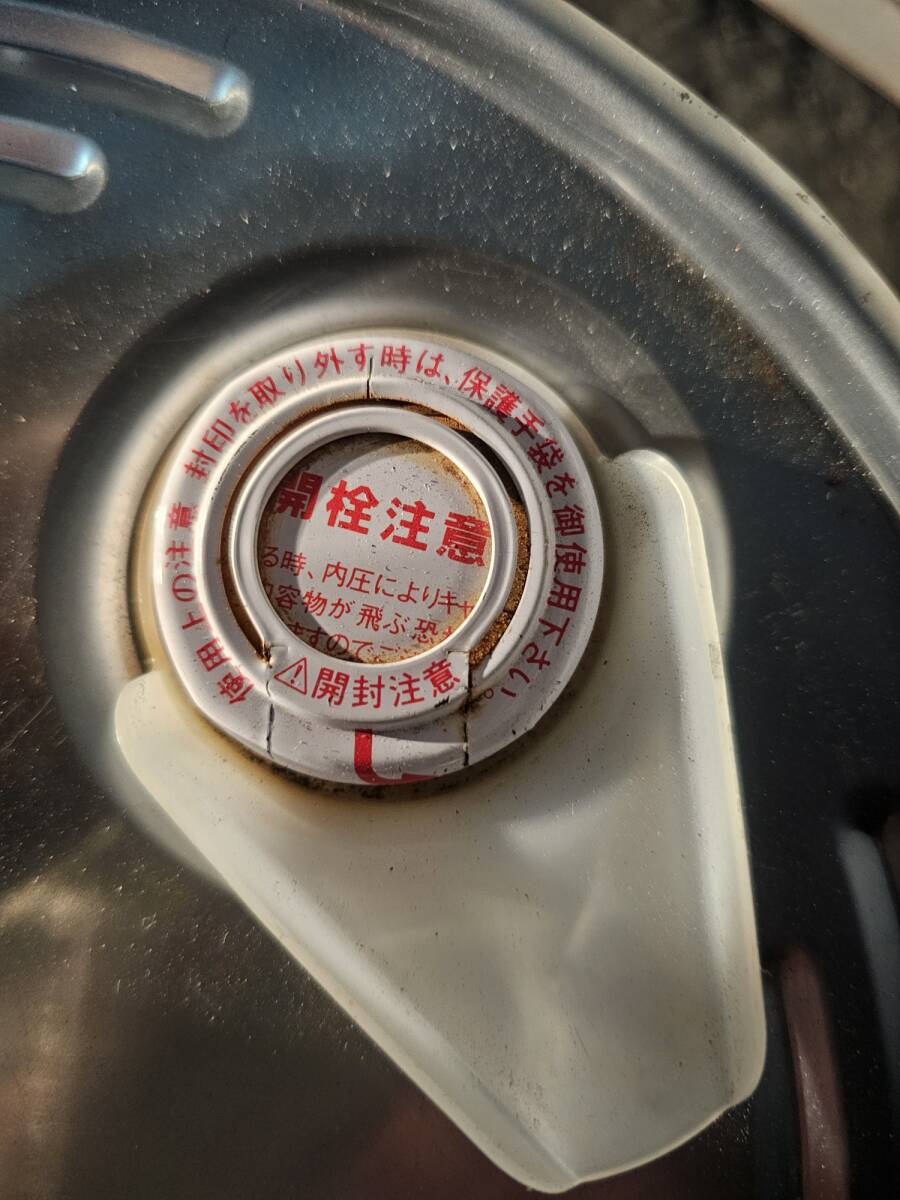 使用上の注意 封印を取り外す時は、保護手袋を御使用下さい。
開栓注意
る時、内圧によりキャ
容物が飛ぶ恐
ますのでご
⚠開封注意